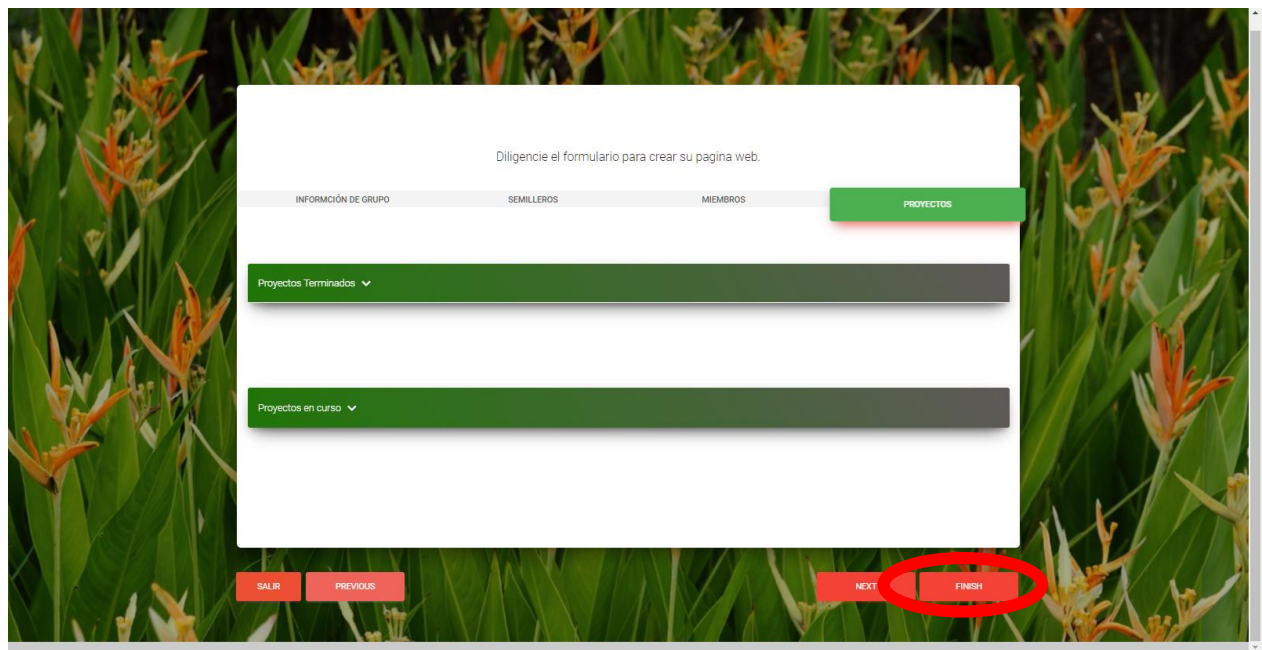 Diligencie el formulario para crear su pagina web.
INFORMCIÓN DE GRUPO SEMILLEROS MIEMBROS PROYECTOS
Proyectos Terminados
Proyectos en curso
SALIR PREVIOUS NEXT FINISH